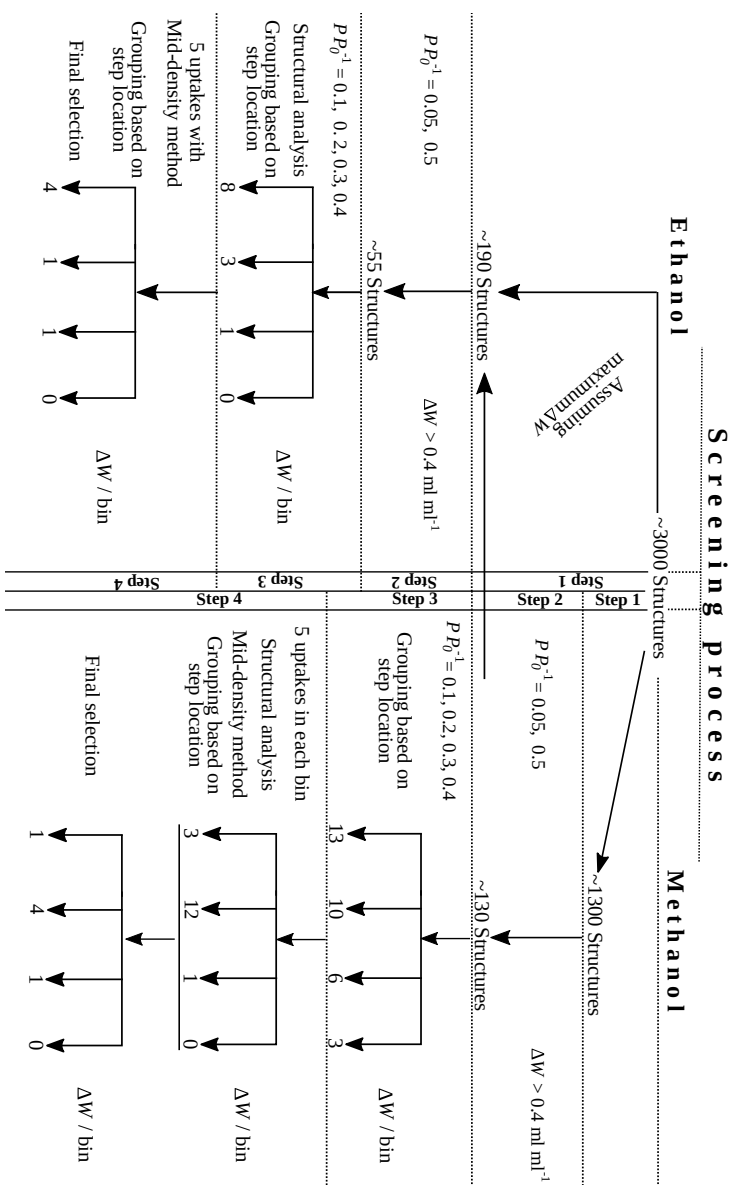 Screening process
Ethanol
Methanol
~3000 Structures
Assuming
maximum ΔW
Step 1
Step 1
~1300 Structures
Step 2
P P₀⁻¹ = 0.05, 0.5
ΔW > 0.4 ml ml⁻¹
~190 Structures
~130 Structures
Step 2
P P₀⁻¹ = 0.05, 0.5
ΔW > 0.4 ml ml⁻¹
Step 3
P P₀⁻¹ = 0.1, 0.2, 0.3, 0.4
Grouping based on
step location
13 10 6 3
ΔW / bin
~55 Structures
Step 3
P P₀⁻¹ = 0.1, 0.2, 0.3, 0.4
Structural analysis
Grouping based on
step location
8 3 1 0
ΔW / bin
Step 4
5 uptakes with
Mid-density method
Grouping based on
step location
Final selection
4 1 1 0
ΔW / bin
Step 4
5 uptakes in each bin
Structural analysis
Mid-density method
Grouping based on
step location
3 12 1 0
ΔW / bin
Final selection
1 4 1 0
ΔW / bin